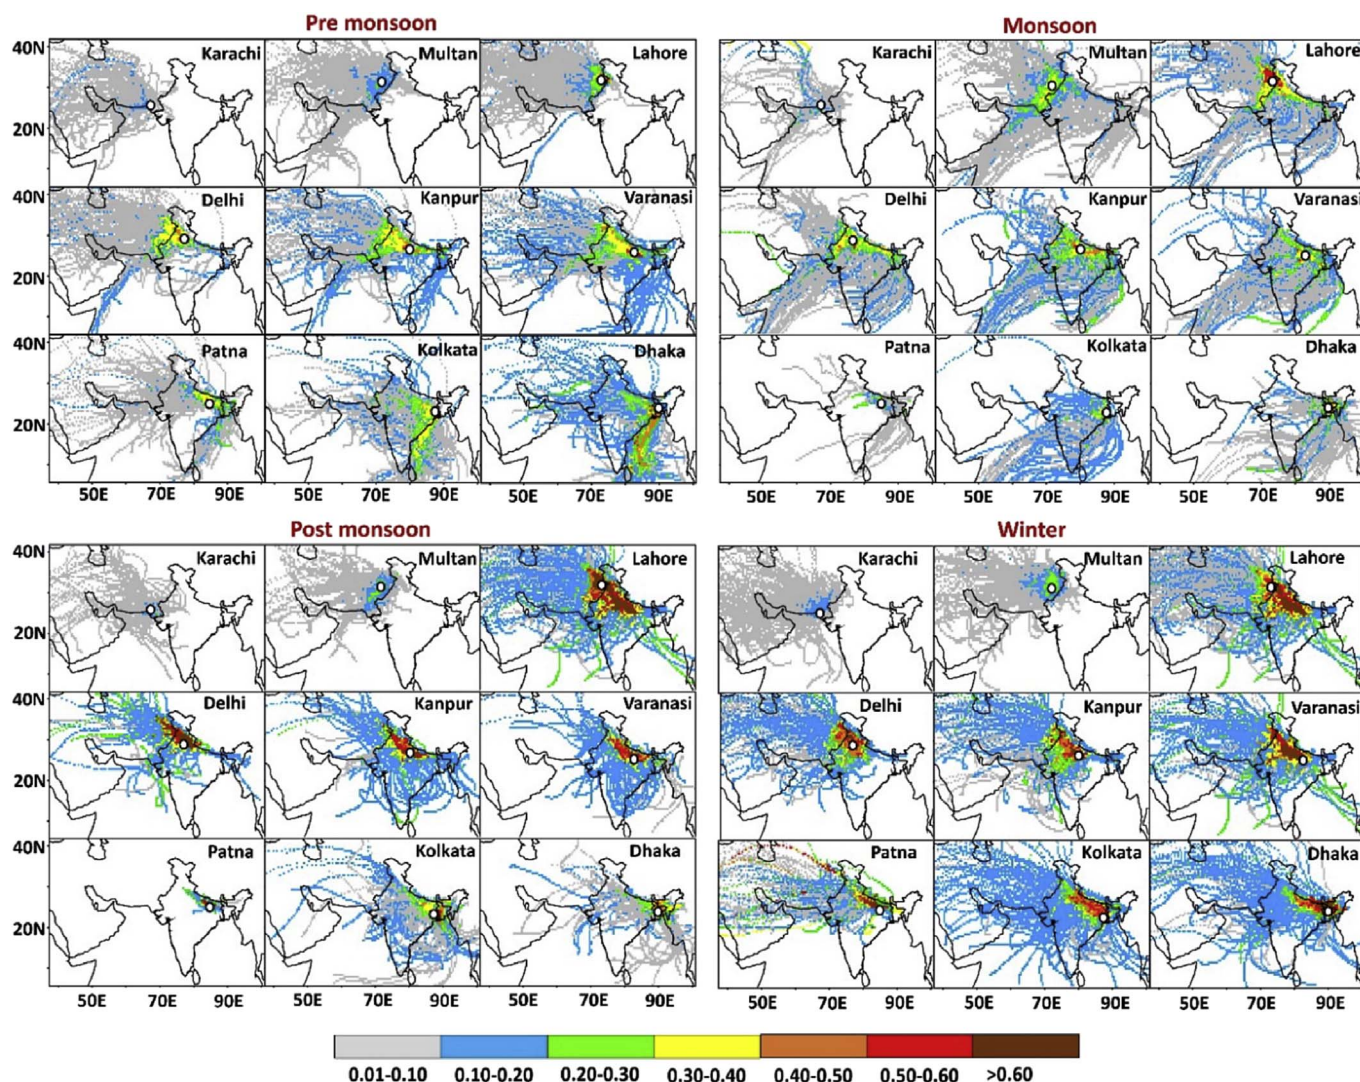 Pre monsoon Monsoon
40N Karachi Multan Lahore Karachi Multan Lahore
20N
40N Delhi Kanpur Varanasi Delhi Kanpur Varanasi
20N
40N Patna Kolkata Dhaka Patna Kolkata Dhaka
20N
50E 70E 90E 50E 70E 90E 50E 70E 90E 50E 70E 90E 50E 70E 90E 50E 70E 90E
Post monsoon Winter
40N Karachi Multan Lahore Karachi Multan Lahore
20N
40N Delhi Kanpur Varanasi Delhi Kanpur Varanasi
20N
40N Patna Kolkata Dhaka Patna Kolkata Dhaka
20N
50E 70E 90E 50E 70E 90E 50E 70E 90E 50E 70E 90E 50E 70E 90E 50E 70E 90E
0.01-0.10 0.10-0.20 0.20-0.30 0.30-0.40 0.40-0.50 0.50-0.60 >0.60